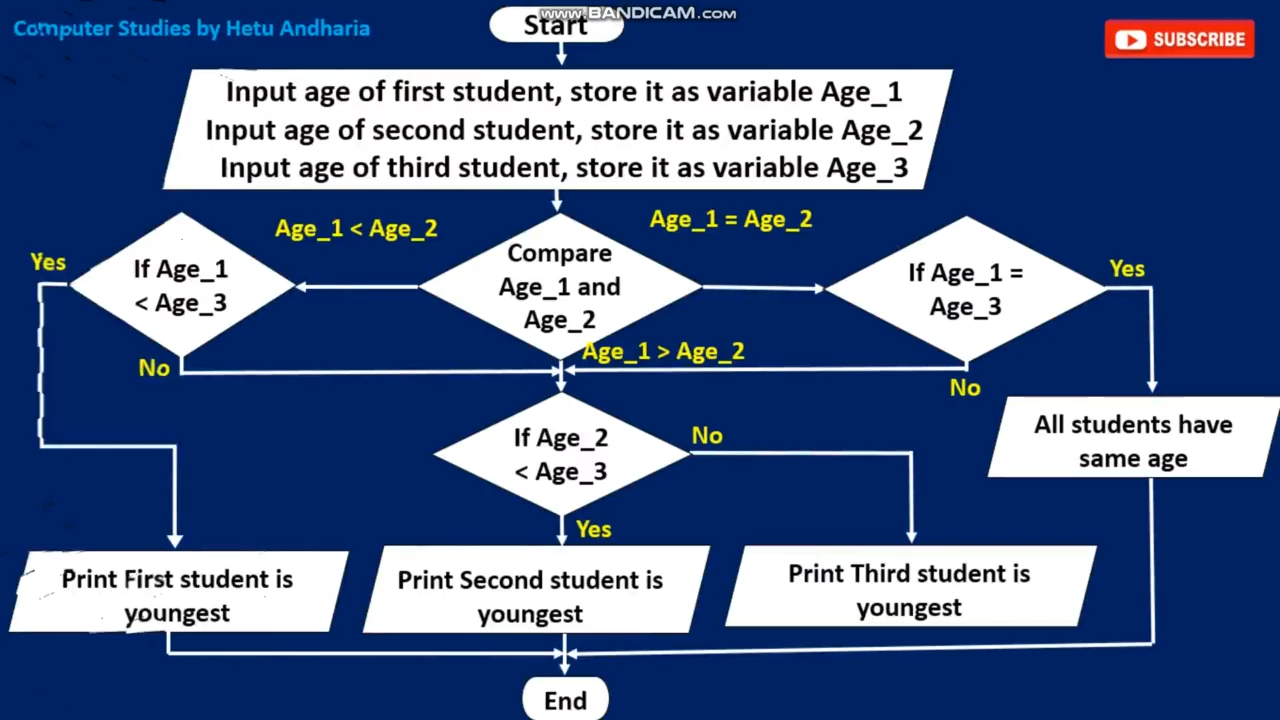 www.BANDICAM.com
Computer Studies by Hetu Andharia
Start
SUBSCRIBE
Input age of first student, store it as variable Age_1
Input age of second student, store it as variable Age_2
Input age of third student, store it as variable Age_3
Age_1 < Age_2
Age_1 = Age_2
Yes
If Age_1
< Age_3
Compare
Age_1 and
Age_2
If Age_1 =
Age_3
Yes
No
Age_1 > Age_2
No
If Age_2
< Age_3
No
All students have
same age
Yes
Print First student is
youngest
Print Second student is
youngest
Print Third student is
youngest
End